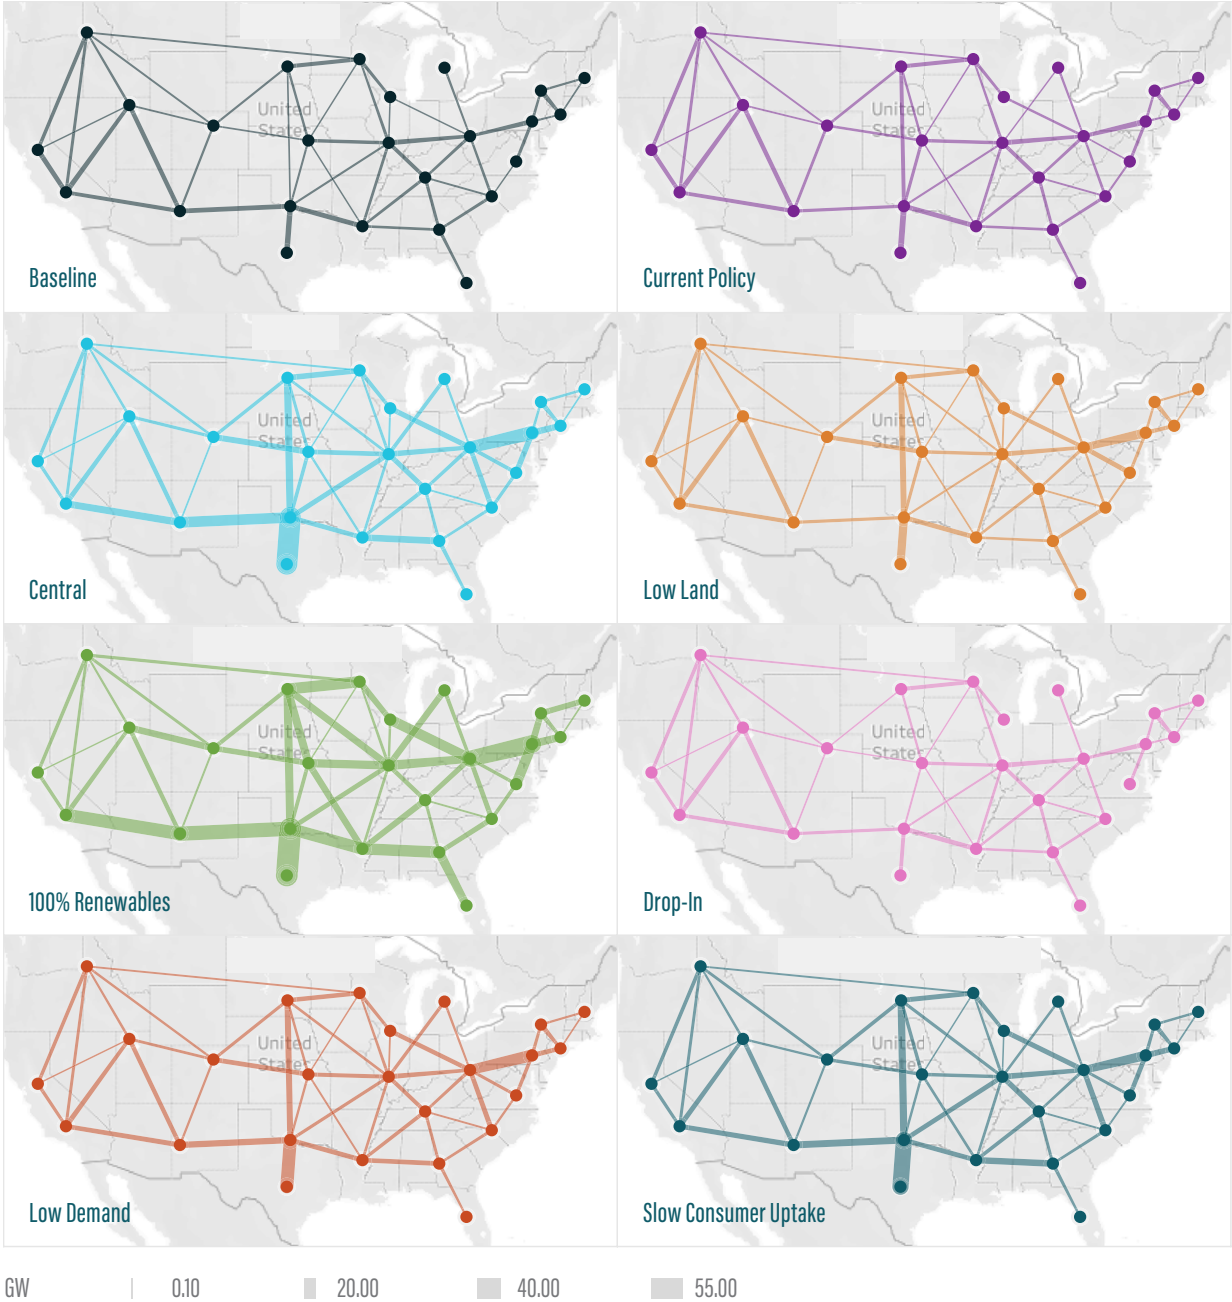 United
States
Baseline
United
States
Current Policy
United
States
Central
United
States
Low Land
United
States
100% Renewables
United
States
Drop-In
United
States
Low Demand
United
States
Slow Consumer Uptake
GW 0.10 20.00 40.00 55.00